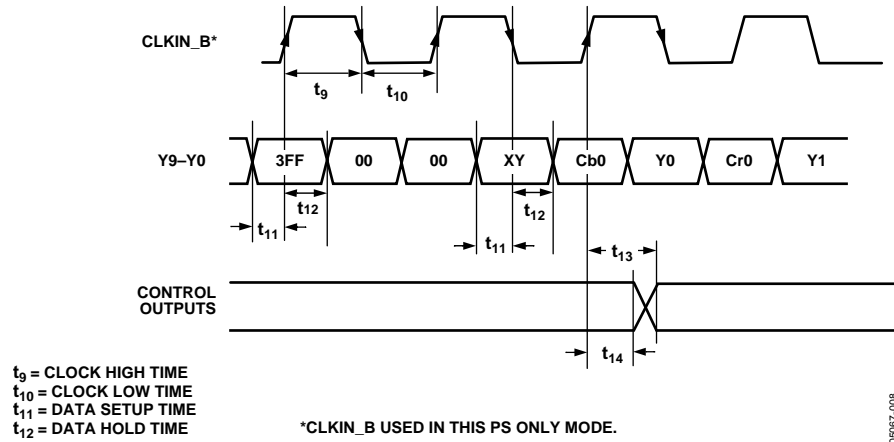 CLKIN_B*
t9
t10
Y9–Y0
3FF
00
00
XY
Cb0
Y0
Cr0
Y1
t12
t12
t11
t11
t13
CONTROL
OUTPUTS
t14
t9 = CLOCK HIGH TIME
t10 = CLOCK LOW TIME
t11 = DATA SETUP TIME
t12 = DATA HOLD TIME
*CLKIN_B USED IN THIS PS ONLY MODE.